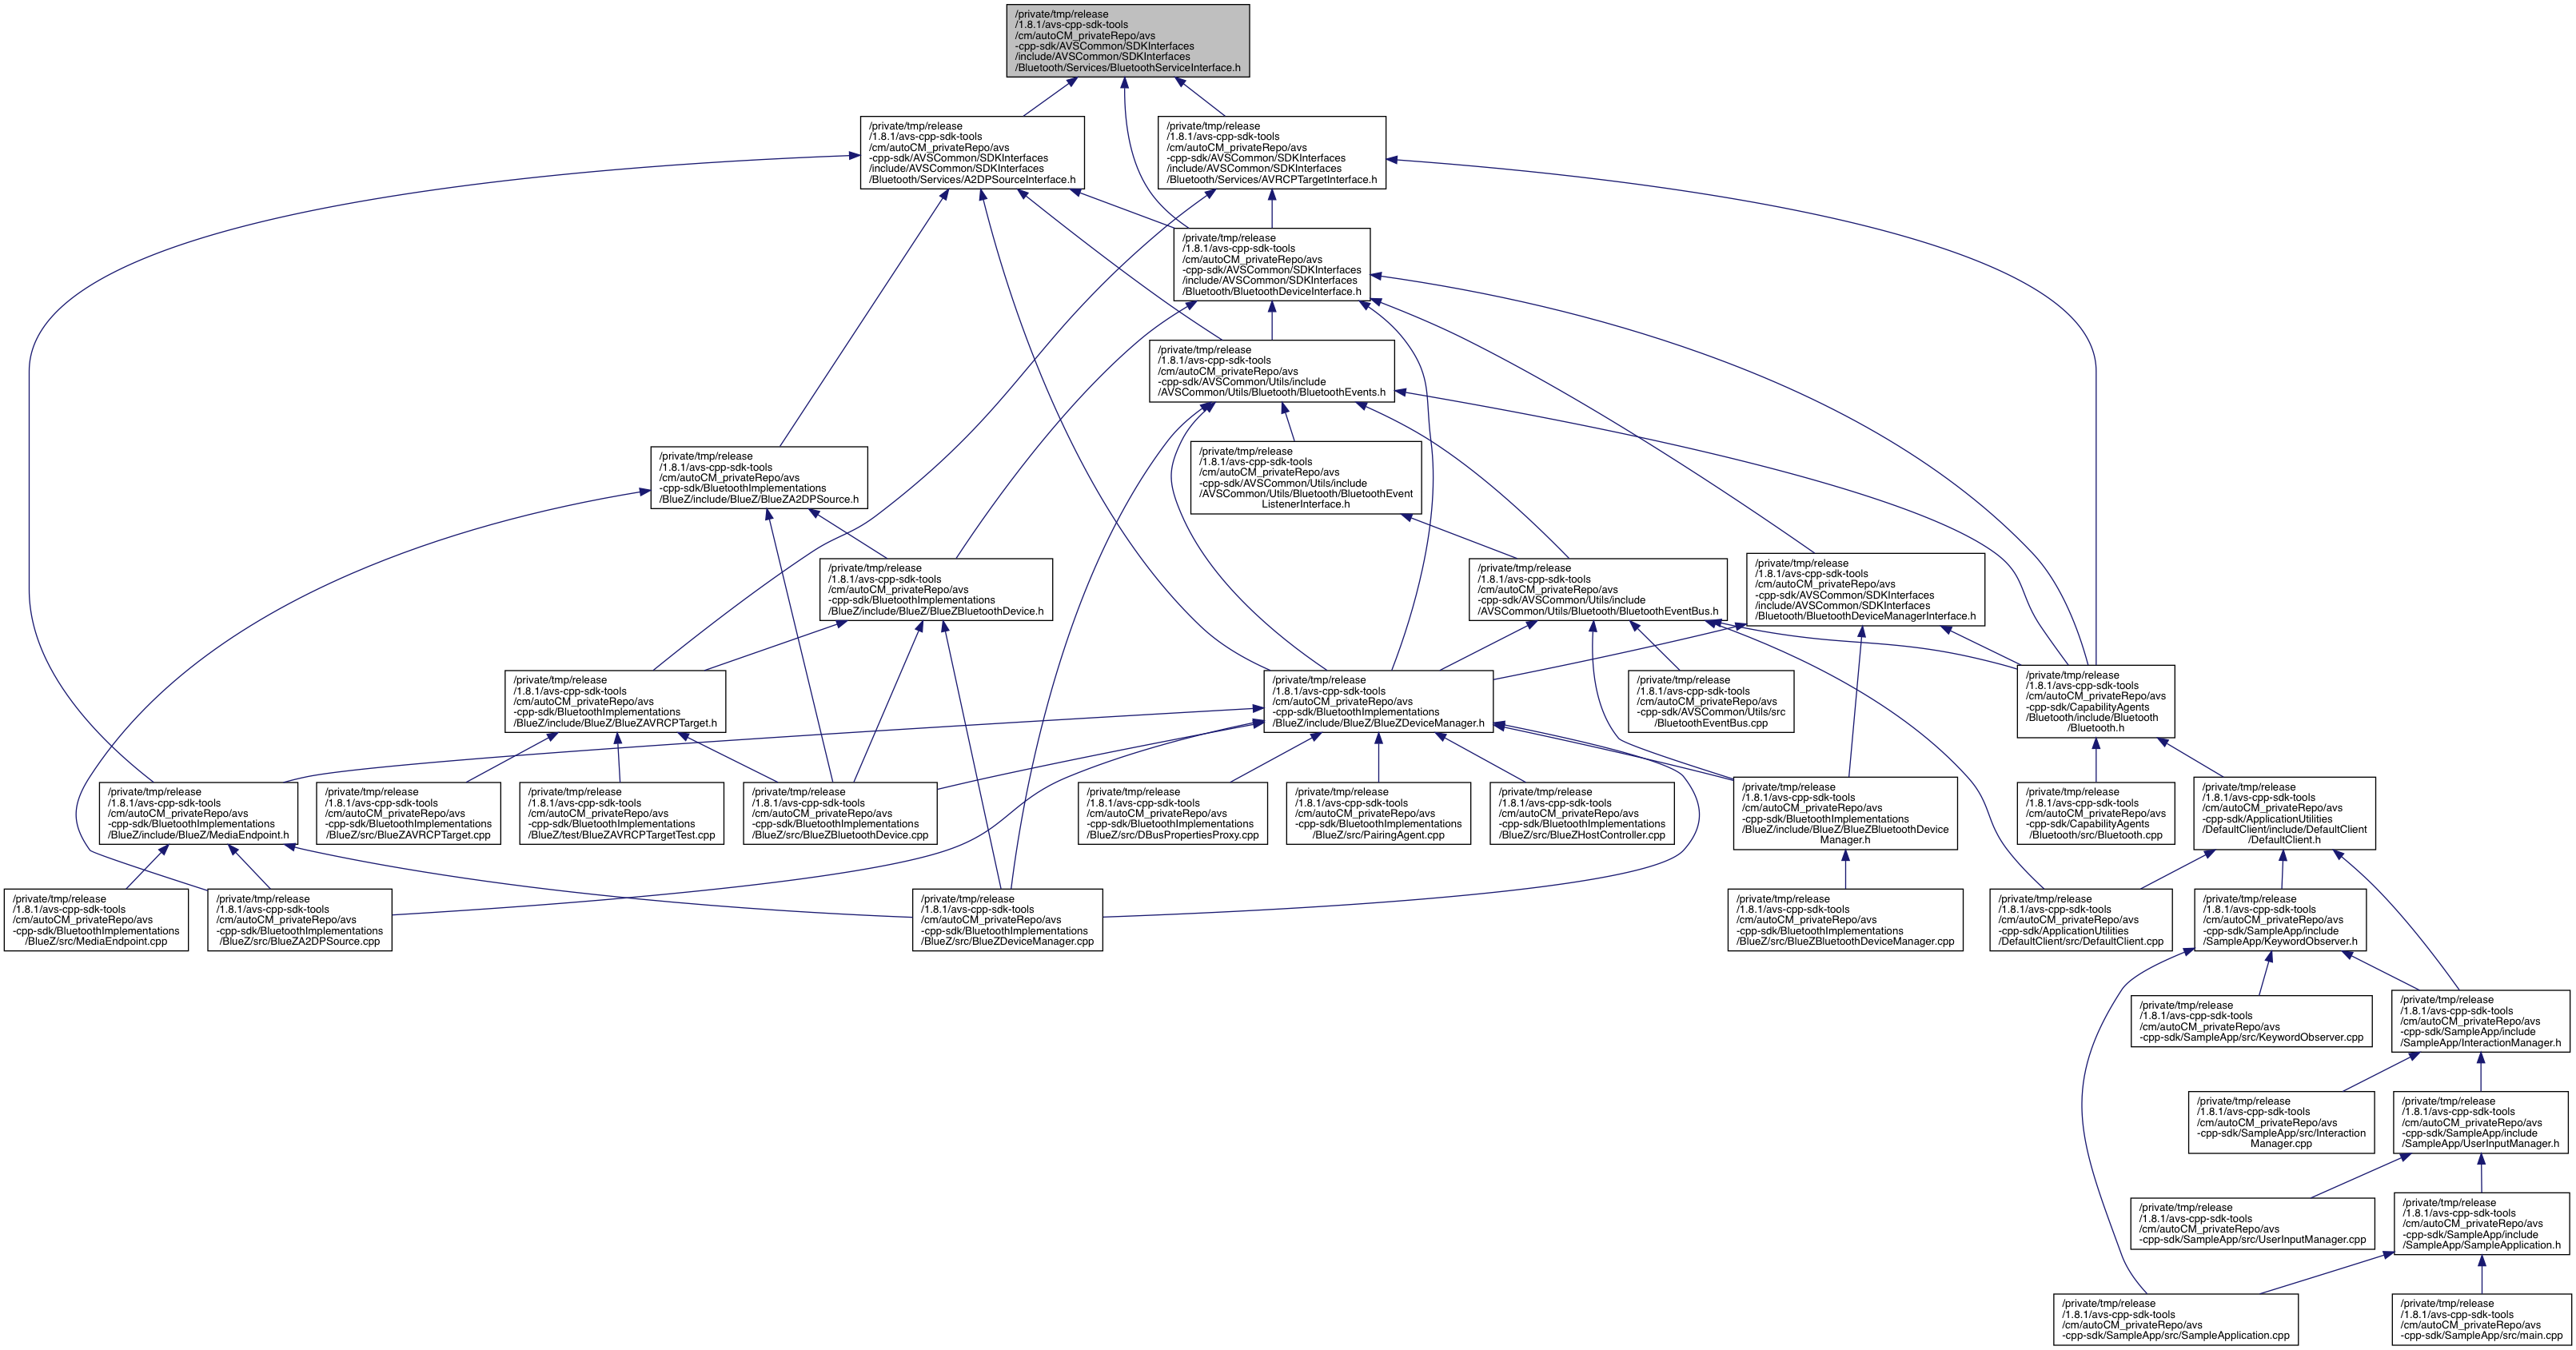 /private/tmp/release
/1.8.1/avs-cpp-sdk-tools
/cm/autoCM_privateRepo/avs
-cpp-sdk/AVSCommon/SDKInterfaces
/include/AVSCommon/SDKInterfaces
/Bluetooth/Services/BluetoothServiceInterface.h
/private/tmp/release
/1.8.1/avs-cpp-sdk-tools
/cm/autoCM_privateRepo/avs
-cpp-sdk/AVSCommon/SDKInterfaces
/include/AVSCommon/SDKInterfaces
/Bluetooth/Services/A2DPSourceInterface.h
/private/tmp/release
/1.8.1/avs-cpp-sdk-tools
/cm/autoCM_privateRepo/avs
-cpp-sdk/AVSCommon/SDKInterfaces
/include/AVSCommon/SDKInterfaces
/Bluetooth/Services/AVRCPTargetInterface.h
/private/tmp/release
/1.8.1/avs-cpp-sdk-tools
/cm/autoCM_privateRepo/avs
-cpp-sdk/AVSCommon/SDKInterfaces
/include/AVSCommon/SDKInterfaces
/Bluetooth/BluetoothDeviceInterface.h
/private/tmp/release
/1.8.1/avs-cpp-sdk-tools
/cm/autoCM_privateRepo/avs
-cpp-sdk/AVSCommon/Utils/include
/AVSCommon/Utils/Bluetooth/BluetoothEvents.h
/private/tmp/release
/1.8.1/avs-cpp-sdk-tools
/cm/autoCM_privateRepo/avs
-cpp-sdk/BluetoothImplementations
/BlueZ/include/BlueZ/BlueZA2DPSource.h
/private/tmp/release
/1.8.1/avs-cpp-sdk-tools
/cm/autoCM_privateRepo/avs
-cpp-sdk/AVSCommon/Utils/include
/AVSCommon/Utils/Bluetooth/BluetoothEvent
ListenerInterface.h
/private/tmp/release
/1.8.1/avs-cpp-sdk-tools
/cm/autoCM_privateRepo/avs
-cpp-sdk/BluetoothImplementations
/BlueZ/include/BlueZ/BlueZBluetoothDevice.h
/private/tmp/release
/1.8.1/avs-cpp-sdk-tools
/cm/autoCM_privateRepo/avs
-cpp-sdk/AVSCommon/Utils/include
/AVSCommon/Utils/Bluetooth/BluetoothEventBus.h
/private/tmp/release
/1.8.1/avs-cpp-sdk-tools
/cm/autoCM_privateRepo/avs
-cpp-sdk/AVSCommon/SDKInterfaces
/include/AVSCommon/SDKInterfaces
/Bluetooth/BluetoothDeviceManagerInterface.h
/private/tmp/release
/1.8.1/avs-cpp-sdk-tools
/cm/autoCM_privateRepo/avs
-cpp-sdk/BluetoothImplementations
/BlueZ/include/BlueZ/BlueZAVRCPTarget.h
/private/tmp/release
/1.8.1/avs-cpp-sdk-tools
/cm/autoCM_privateRepo/avs
-cpp-sdk/BluetoothImplementations
/BlueZ/include/BlueZ/BlueZDeviceManager.h
/private/tmp/release
/1.8.1/avs-cpp-sdk-tools
/cm/autoCM_privateRepo/avs
-cpp-sdk/AVSCommon/Utils/src
/BluetoothEventBus.cpp
/private/tmp/release
/1.8.1/avs-cpp-sdk-tools
/cm/autoCM_privateRepo/avs
-cpp-sdk/CapabilityAgents
/Bluetooth/include/Bluetooth
/Bluetooth.h
/private/tmp/release
/1.8.1/avs-cpp-sdk-tools
/cm/autoCM_privateRepo/avs
-cpp-sdk/BluetoothImplementations
/BlueZ/include/BlueZ/MediaEndpoint.h
/private/tmp/release
/1.8.1/avs-cpp-sdk-tools
/cm/autoCM_privateRepo/avs
-cpp-sdk/BluetoothImplementations
/BlueZ/src/BlueZAVRCPTarget.cpp
/private/tmp/release
/1.8.1/avs-cpp-sdk-tools
/cm/autoCM_privateRepo/avs
-cpp-sdk/BluetoothImplementations
/BlueZ/test/BlueZAVRCPTargetTest.cpp
/private/tmp/release
/1.8.1/avs-cpp-sdk-tools
/cm/autoCM_privateRepo/avs
-cpp-sdk/BluetoothImplementations
/BlueZ/src/BlueZBluetoothDevice.cpp
/private/tmp/release
/1.8.1/avs-cpp-sdk-tools
/cm/autoCM_privateRepo/avs
-cpp-sdk/BluetoothImplementations
/BlueZ/src/DBusPropertiesProxy.cpp
/private/tmp/release
/1.8.1/avs-cpp-sdk-tools
/cm/autoCM_privateRepo/avs
-cpp-sdk/BluetoothImplementations
/BlueZ/src/PairingAgent.cpp
/private/tmp/release
/1.8.1/avs-cpp-sdk-tools
/cm/autoCM_privateRepo/avs
-cpp-sdk/BluetoothImplementations
/BlueZ/src/BlueZHostController.cpp
/private/tmp/release
/1.8.1/avs-cpp-sdk-tools
/cm/autoCM_privateRepo/avs
-cpp-sdk/BluetoothImplementations
/BlueZ/include/BlueZ/BlueZBluetoothDevice
Manager.h
/private/tmp/release
/1.8.1/avs-cpp-sdk-tools
/cm/autoCM_privateRepo/avs
-cpp-sdk/CapabilityAgents
/Bluetooth/src/Bluetooth.cpp
/private/tmp/release
/1.8.1/avs-cpp-sdk-tools
/cm/autoCM_privateRepo/avs
-cpp-sdk/ApplicationUtilities
/DefaultClient/include/DefaultClient
/DefaultClient.h
/private/tmp/release
/1.8.1/avs-cpp-sdk-tools
/cm/autoCM_privateRepo/avs
-cpp-sdk/BluetoothImplementations
/BlueZ/src/MediaEndpoint.cpp
/private/tmp/release
/1.8.1/avs-cpp-sdk-tools
/cm/autoCM_privateRepo/avs
-cpp-sdk/BluetoothImplementations
/BlueZ/src/BlueZA2DPSource.cpp
/private/tmp/release
/1.8.1/avs-cpp-sdk-tools
/cm/autoCM_privateRepo/avs
-cpp-sdk/BluetoothImplementations
/BlueZ/src/BlueZDeviceManager.cpp
/private/tmp/release
/1.8.1/avs-cpp-sdk-tools
/cm/autoCM_privateRepo/avs
-cpp-sdk/BluetoothImplementations
/BlueZ/src/BlueZBluetoothDeviceManager.cpp
/private/tmp/release
/1.8.1/avs-cpp-sdk-tools
/cm/autoCM_privateRepo/avs
-cpp-sdk/ApplicationUtilities
/DefaultClient/src/DefaultClient.cpp
/private/tmp/release
/1.8.1/avs-cpp-sdk-tools
/cm/autoCM_privateRepo/avs
-cpp-sdk/SampleApp/include
/SampleApp/KeywordObserver.h
/private/tmp/release
/1.8.1/avs-cpp-sdk-tools
/cm/autoCM_privateRepo/avs
-cpp-sdk/SampleApp/src/KeywordObserver.cpp
/private/tmp/release
/1.8.1/avs-cpp-sdk-tools
/cm/autoCM_privateRepo/avs
-cpp-sdk/SampleApp/include
/SampleApp/InteractionManager.h
/private/tmp/release
/1.8.1/avs-cpp-sdk-tools
/cm/autoCM_privateRepo/avs
-cpp-sdk/SampleApp/src/Interaction
Manager.cpp
/private/tmp/release
/1.8.1/avs-cpp-sdk-tools
/cm/autoCM_privateRepo/avs
-cpp-sdk/SampleApp/include
/SampleApp/UserInputManager.h
/private/tmp/release
/1.8.1/avs-cpp-sdk-tools
/cm/autoCM_privateRepo/avs
-cpp-sdk/SampleApp/src/UserInputManager.cpp
/private/tmp/release
/1.8.1/avs-cpp-sdk-tools
/cm/autoCM_privateRepo/avs
-cpp-sdk/SampleApp/include
/SampleApp/SampleApplication.h
/private/tmp/release
/1.8.1/avs-cpp-sdk-tools
/cm/autoCM_privateRepo/avs
-cpp-sdk/SampleApp/src/SampleApplication.cpp
/private/tmp/release
/1.8.1/avs-cpp-sdk-tools
/cm/autoCM_privateRepo/avs
-cpp-sdk/SampleApp/src/main.cpp